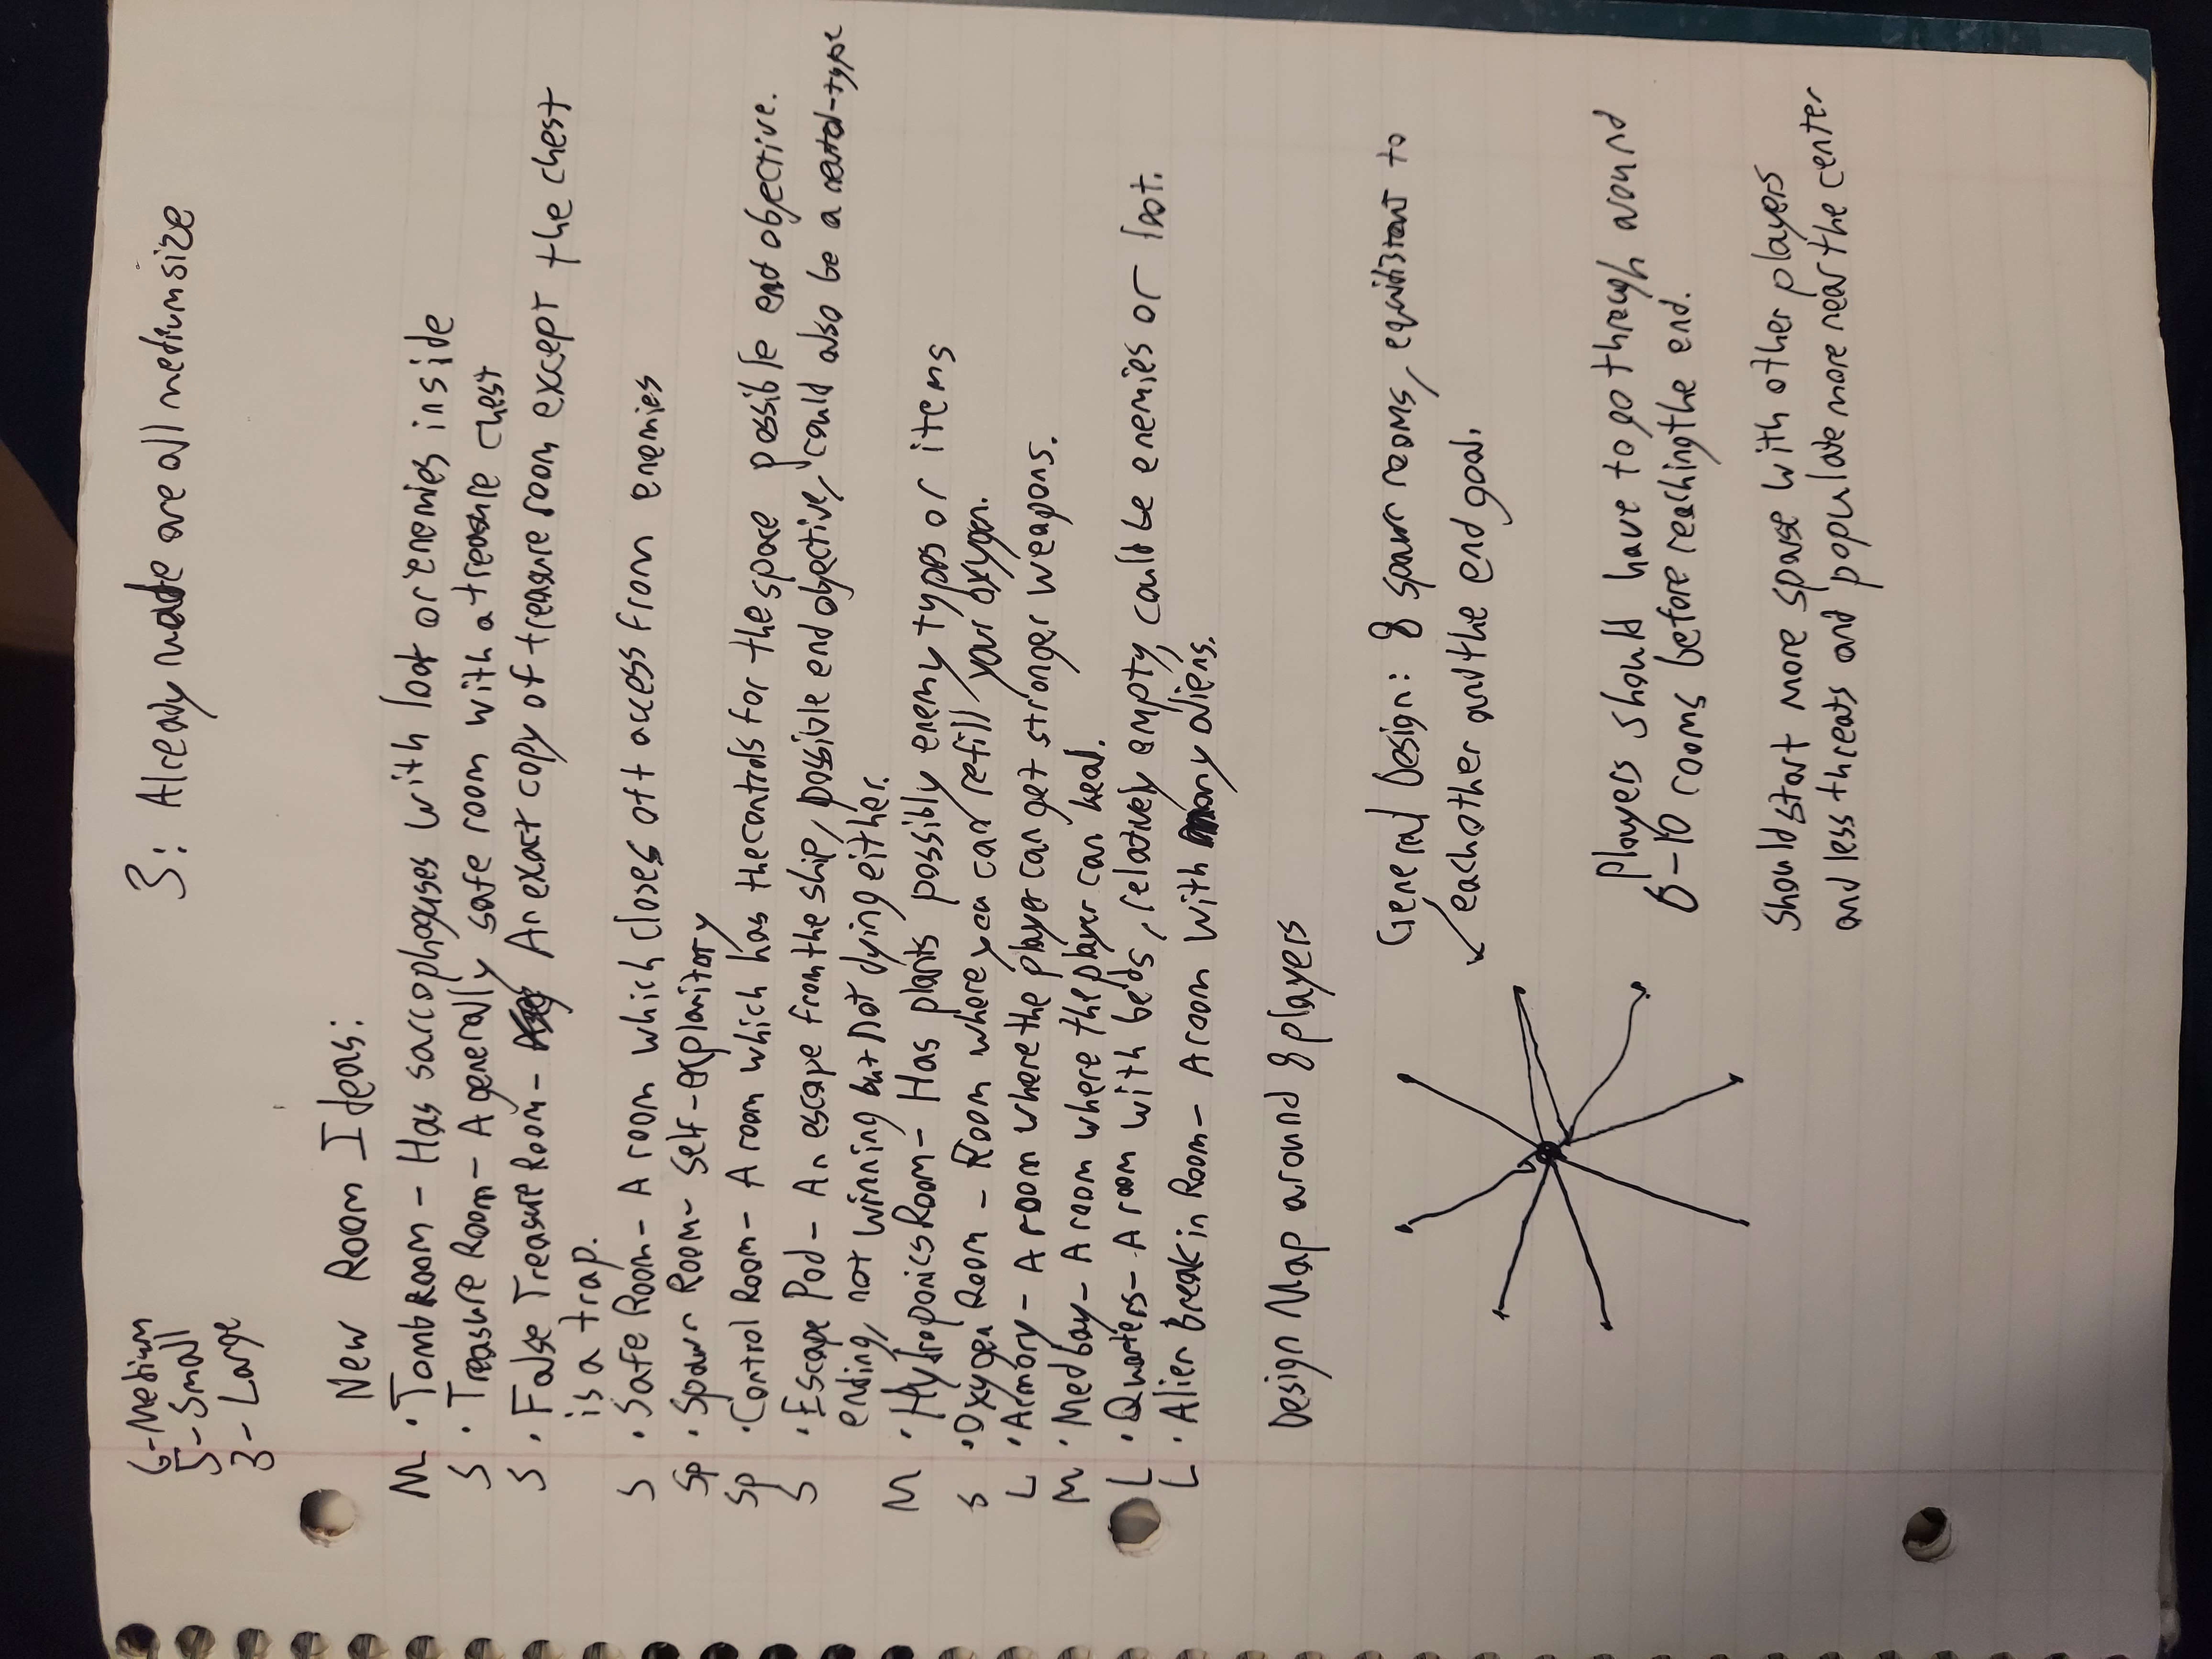 6-Medium
5-Small
3-Large
3: Already made are all medium size
New Room Ideas:
M • Tomb Room - Has sarcophoguses with loot or enemies inside
S • Treasure Room - A generally safe room with a treasure chest
S • False Treasure Room - An exact copy of treasure room except the chest
is a trap.
S • Safe Room - A room which closes off access from enemies
Sp • Spawn Room - Self-explanitory
Sp • Control Room - A room which has the controls for the space possible end objective.
S • Escape Pod - An escape from the ship, possible end objective, could also be a neutral-type
ending, not winning but not dying either.
M • Hydroponics Room - Has plants possibly enemy types or items
S • Oxygen Room - Room where you can refill your oxygen.
L • Armory - A room where the player can get stronger weapons.
M • Medbay - A room where the player can heal.
L • Quarters - A room with beds, relatively empty, could be enemies or loot.
L • Alien Break in Room - A room with many aliens.
Design Map around 8 players
General Design: 8 spawn rooms, equidistant to
each other and the end goal.
Players should have to go through around
6-10 rooms before reaching the end.
Should start more sparse with other players
and less threats and populate more near the center